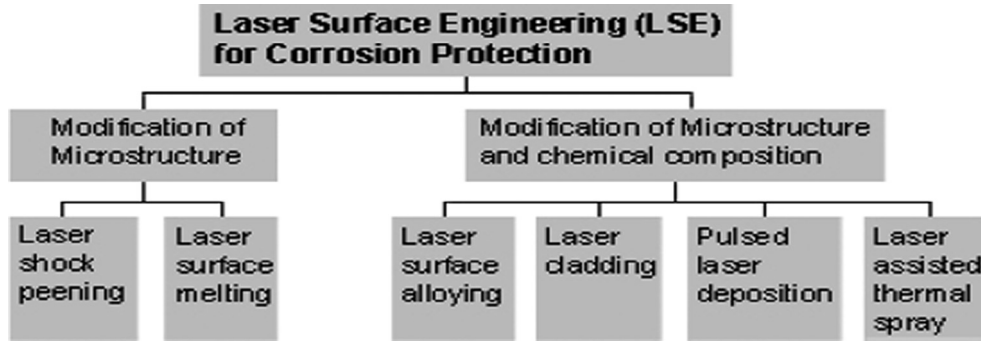 Laser Surface Engineering (LSE)
for Corrosion Protection
Modification of
Microstructure
Modification of Microstructure
and chemical composition
Laser
shock
peening
Laser
surface
melting
Laser
surface
alloying
Laser
cladding
Pulsed
laser
deposition
Laser
assisted
thermal
spray